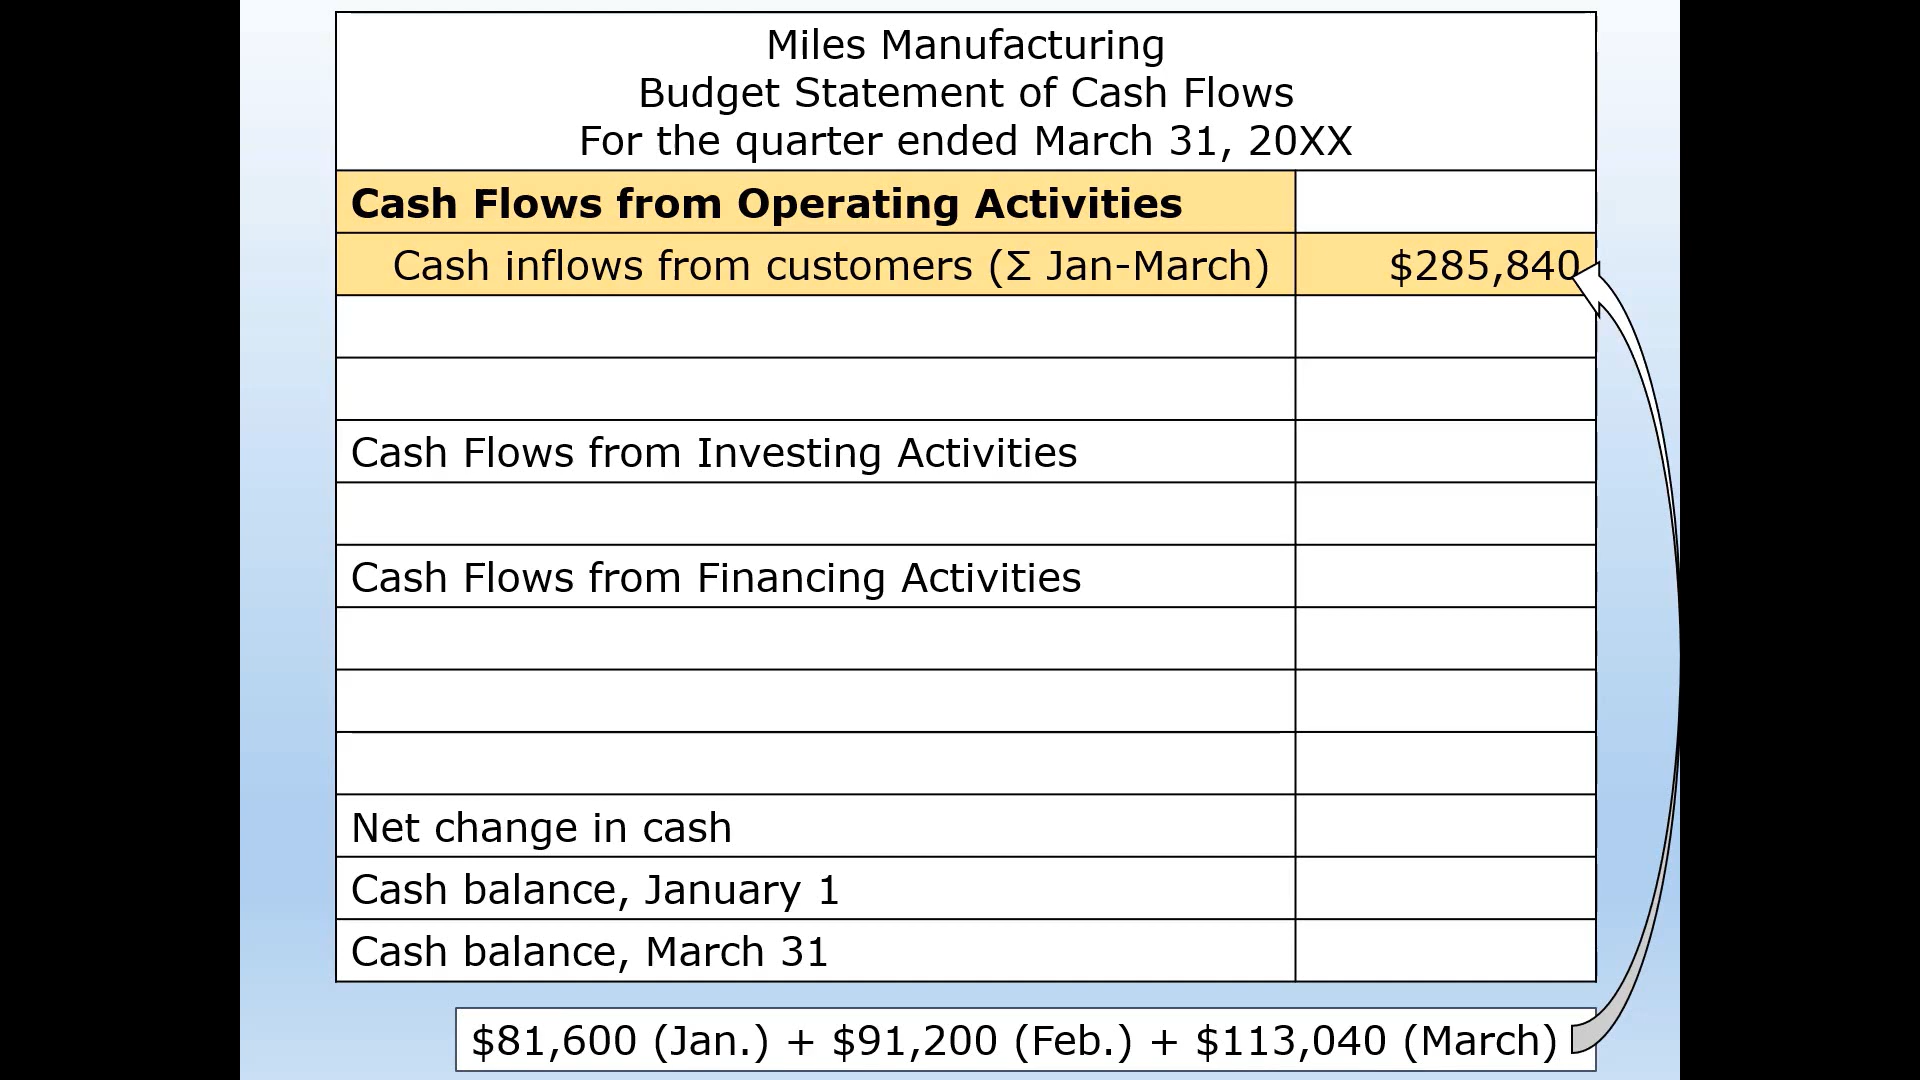 Miles Manufacturing
Budget Statement of Cash Flows
For the quarter ended March 31, 20XX
Cash Flows from Operating Activities
Cash inflows from customers (Σ Jan-March) $285,840
Cash Flows from Investing Activities
Cash Flows from Financing Activities
Net change in cash
Cash balance, January 1
Cash balance, March 31
$81,600 (Jan.) + $91,200 (Feb.) + $113,040 (March)